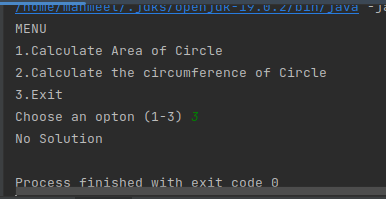 /home/manmeet/.jdks/openjdk-19.0.2/bin/java -ja
MENU
1.Calculate Area of Circle
2.Calculate the circumference of Circle
3.Exit
Choose an opton (1-3) 3
No Solution
Process finished with exit code 0